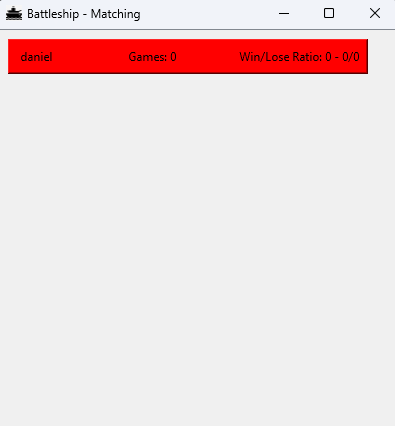 Battleship - Matching
daniel Games: 0 Win/Lose Ratio: 0 - 0/0